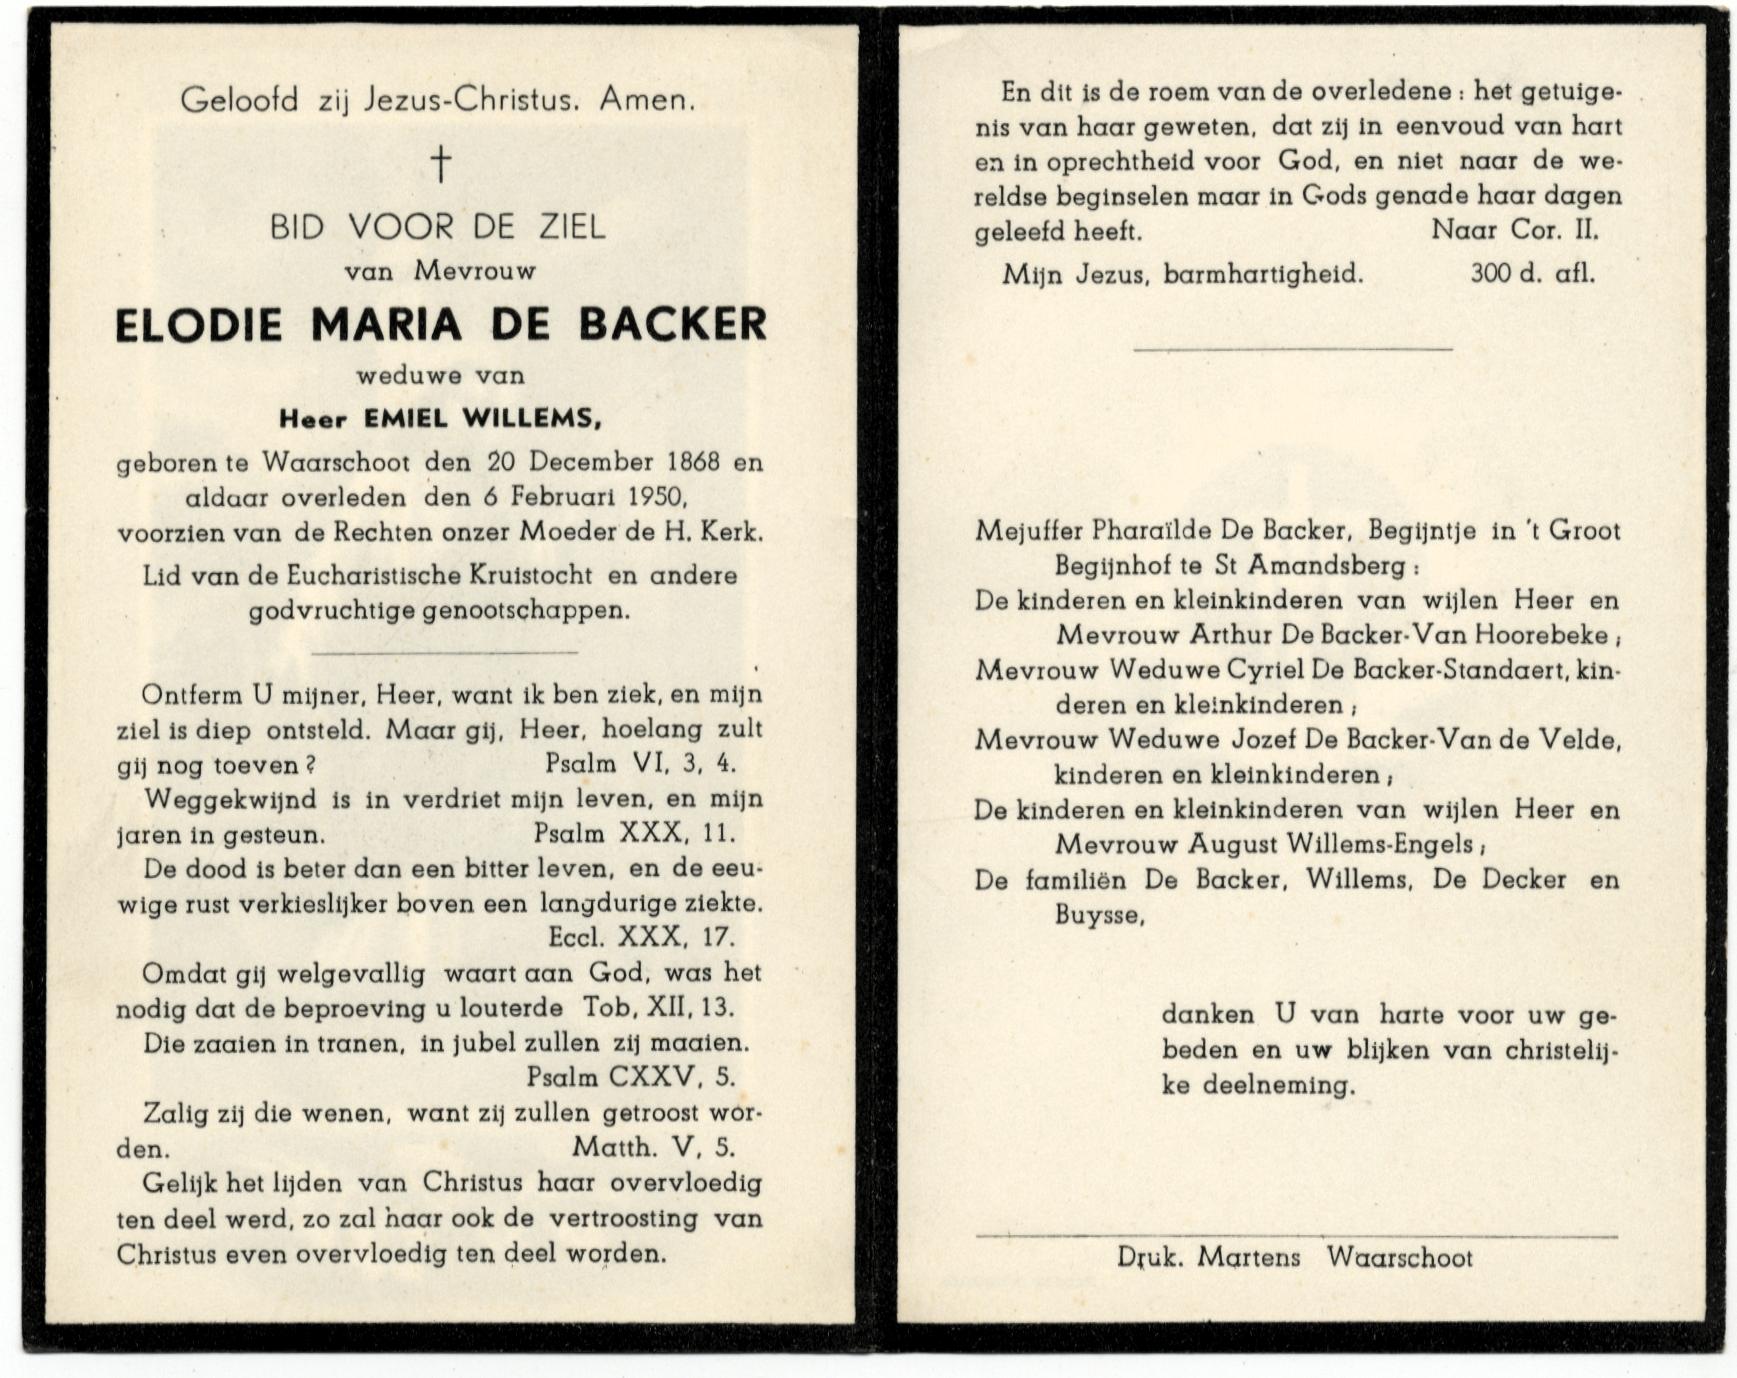 Geloofd zij Jezus-Christus. Amen.
BID VOOR DE ZIEL
van Mevrouw
ELODIE MARIA DE BACKER
weduwe van
Heer EMIEL WILLEMS,
geboren te Waarschoot den 20 December 1868 en
aldaar overleden den 6 Februari 1950,
voorzien van de Rechten onzer Moeder de H. Kerk.
Lid van de Eucharistische Kruistocht en andere
godvruchtige genootschappen.
Ontferm U mijner, Heer, want ik ben ziek, en mijn
ziel is diep ontsteld. Maar gij, Heer, hoelang zult
gij nog toeven? Psalm VI, 3, 4.
Weggekwijnd is in verdriet mijn leven, en mijn
jaren in gesteun. Psalm XXX, 11.
De dood is beter dan een bitter leven, en de eeu-
wige rust verkieslijker boven een langdurige ziekte.
Eccl. XXX, 17.
Omdat gij welgevallig waart aan God, was het
nodig dat de beproeving u louterde Tob, XII, 13.
Die zaaien in tranen, in jubel zullen zij maaien.
Psalm CXXV, 5.
Zalig zij die wenen, want zij zullen getroost wor-
den. Matth. V, 5.
Gelijk het lijden van Christus haar overvloedig
ten deel werd, zo zal haar ook de vertroosting van
Christus even overvloedig ten deel worden.
En dit is de roem van de overledene : het getuige-
nis van haar geweten, dat zij in eenvoud van hart
en in oprechtheid voor God, en niet naar de we-
reldse beginselen maar in Gods genade haar dagen
geleefd heeft. Naar Cor. II.
Mijn Jezus, barmhartigheid. 300 d. afl.
Mejuffer Pharaïlde De Backer, Begijntje in 't Groot
Begijnhof te St Amandsberg :
De kinderen en kleinkinderen van wijlen Heer en
Mevrouw Arthur De Backer-Van Hoorebeke ;
Mevrouw Weduwe Cyriel De Backer-Standaert, kin-
deren en kleinkinderen ;
Mevrouw Weduwe Jozef De Backer-Van de Velde,
kinderen en kleinkinderen ;
De kinderen en kleinkinderen van wijlen Heer en
Mevrouw August Willems-Engels ;
De familiën De Backer, Willems, De Decker en
Buysse,
danken U van harte voor uw ge-
beden en uw blijken van christelij-
ke deelneming.
Druk. Martens Waarschoot